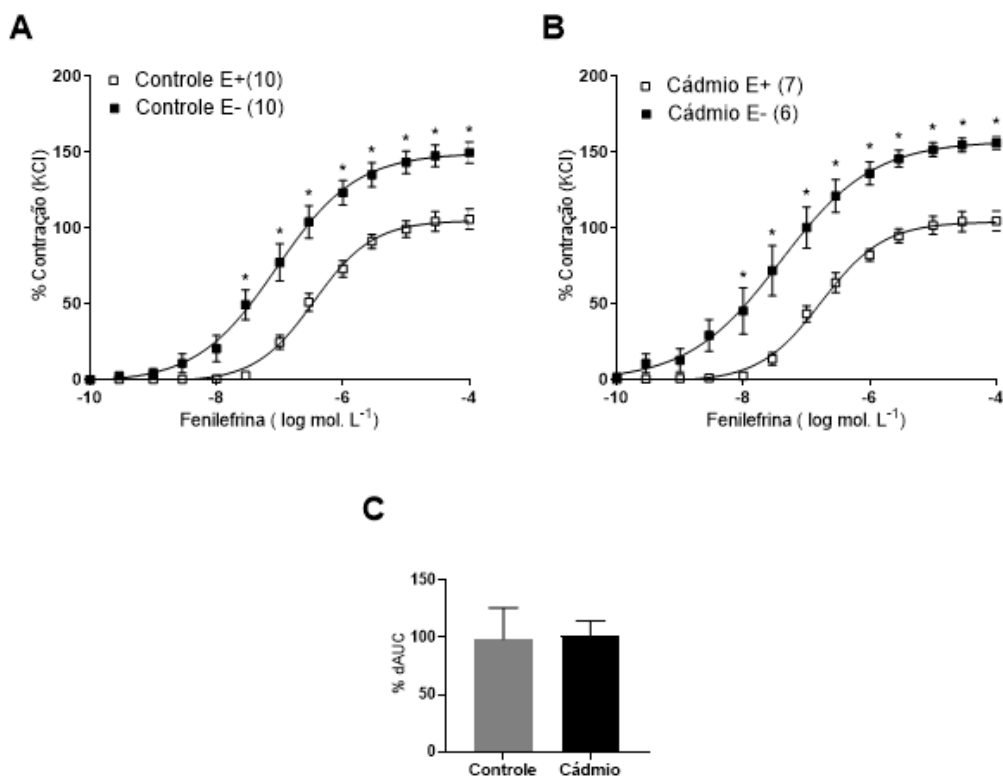 A
200
150
100
50
0
% Contração (KCl)
Controle E+(10)
Controle E- (10)
* * * * * * * *
-10
-8
-6
-4
Fenilefrina ( log mol. L⁻¹)
B
200
150
100
50
0
% Contração (KCl)
Cádmio E+ (7)
Cádmio E- (6)
* * * * * * * * *
-10
-8
-6
-4
Fenilefrina ( log mol. L⁻¹)
C
150
100
50
0
% dAUC
Controle
Cádmio